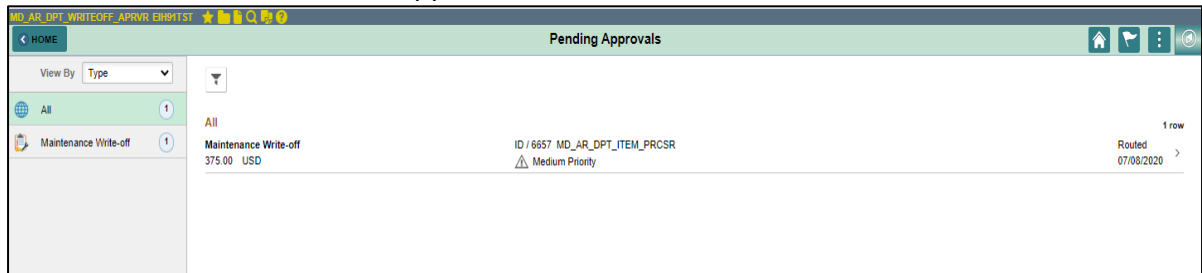 MD_AR_DPT_WRITEOFF_APRVR EIH91TST
HOME
Pending Approvals
View By Type
All 1
Maintenance Write-off 1
All
1 row
Maintenance Write-off ID / 6657 MD_AR_DPT_ITEM_PRCSR Routed
375.00 USD Medium Priority 07/08/2020